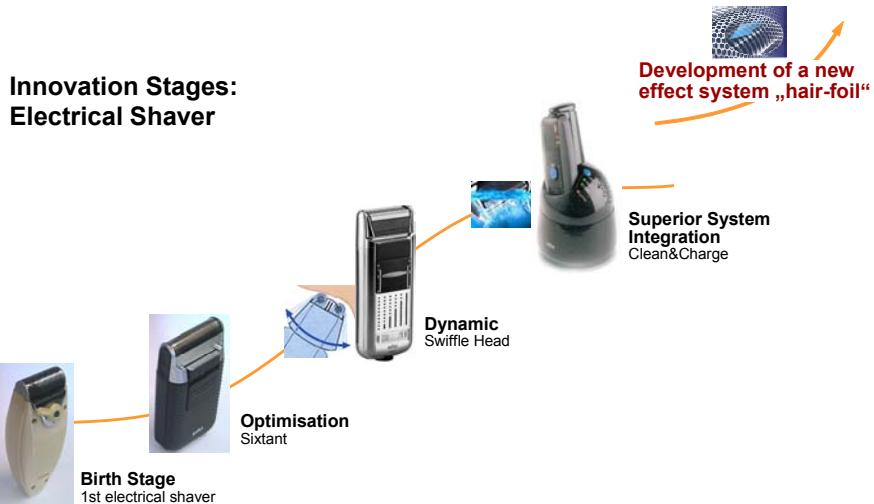 Innovation Stages:
Electrical Shaver
Development of a new
effect system „hair-foil“
Superior System
Integration
Clean&Charge
Dynamic
Swiffle Head
Optimisation
Sixtant
Birth Stage
1st electrical shaver